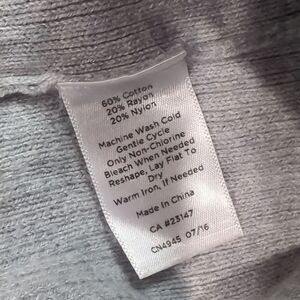 60% Cotton
20% Rayon
20% Nylon
Machine Wash Cold
Gentle Cycle
Only Non-Chlorine
Bleach When Needed
Reshape, Lay Flat To
Dry
Warm Iron, If Needed
Made in China
CA #23147
CN4945 07/16